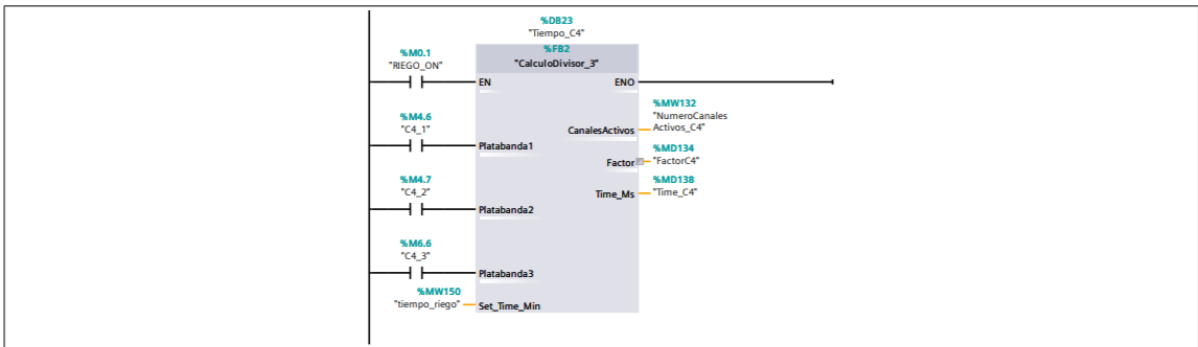 %DB23
"Tiempo_C4"
%M0.1
"RIEGO_ON"
%FB2
"CalculoDivisor_3"
EN
ENO
%M4.6
"C4_1"
Platabanda1
%MW132
"NumeroCanales
Activos_C4"
CanalesActivos
%MD134
"FactorC4"
Factor
%M4.7
"C4_2"
Platabanda2
%MD138
"Time_C4"
Time_Ms
%M6.6
"C4_3"
Platabanda3
%MW150
"tiempo_riego"
Set_Time_Min